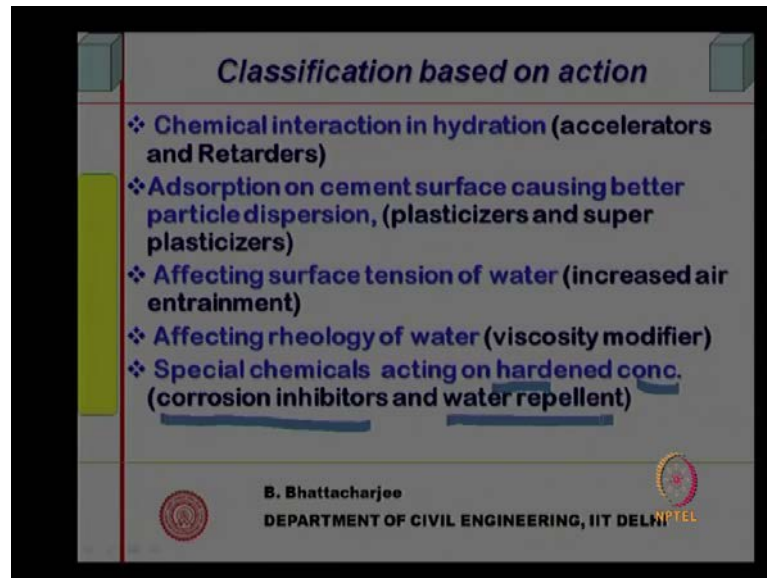 Classification based on action
❖ Chemical interaction in hydration (accelerators
and Retarders)
❖Adsorption on cement surface causing better
particle dispersion, (plasticizers and super
plasticizers)
❖ Affecting surface tension of water (increased air
entrainment)
❖ Affecting rheology of water (viscosity modifier)
❖ Special chemicals acting on hardened conc.
(corrosion inhibitors and water repellent)
B. Bhattacharjee
DEPARTMENT OF CIVIL ENGINEERING, IIT DELHI
NPTEL